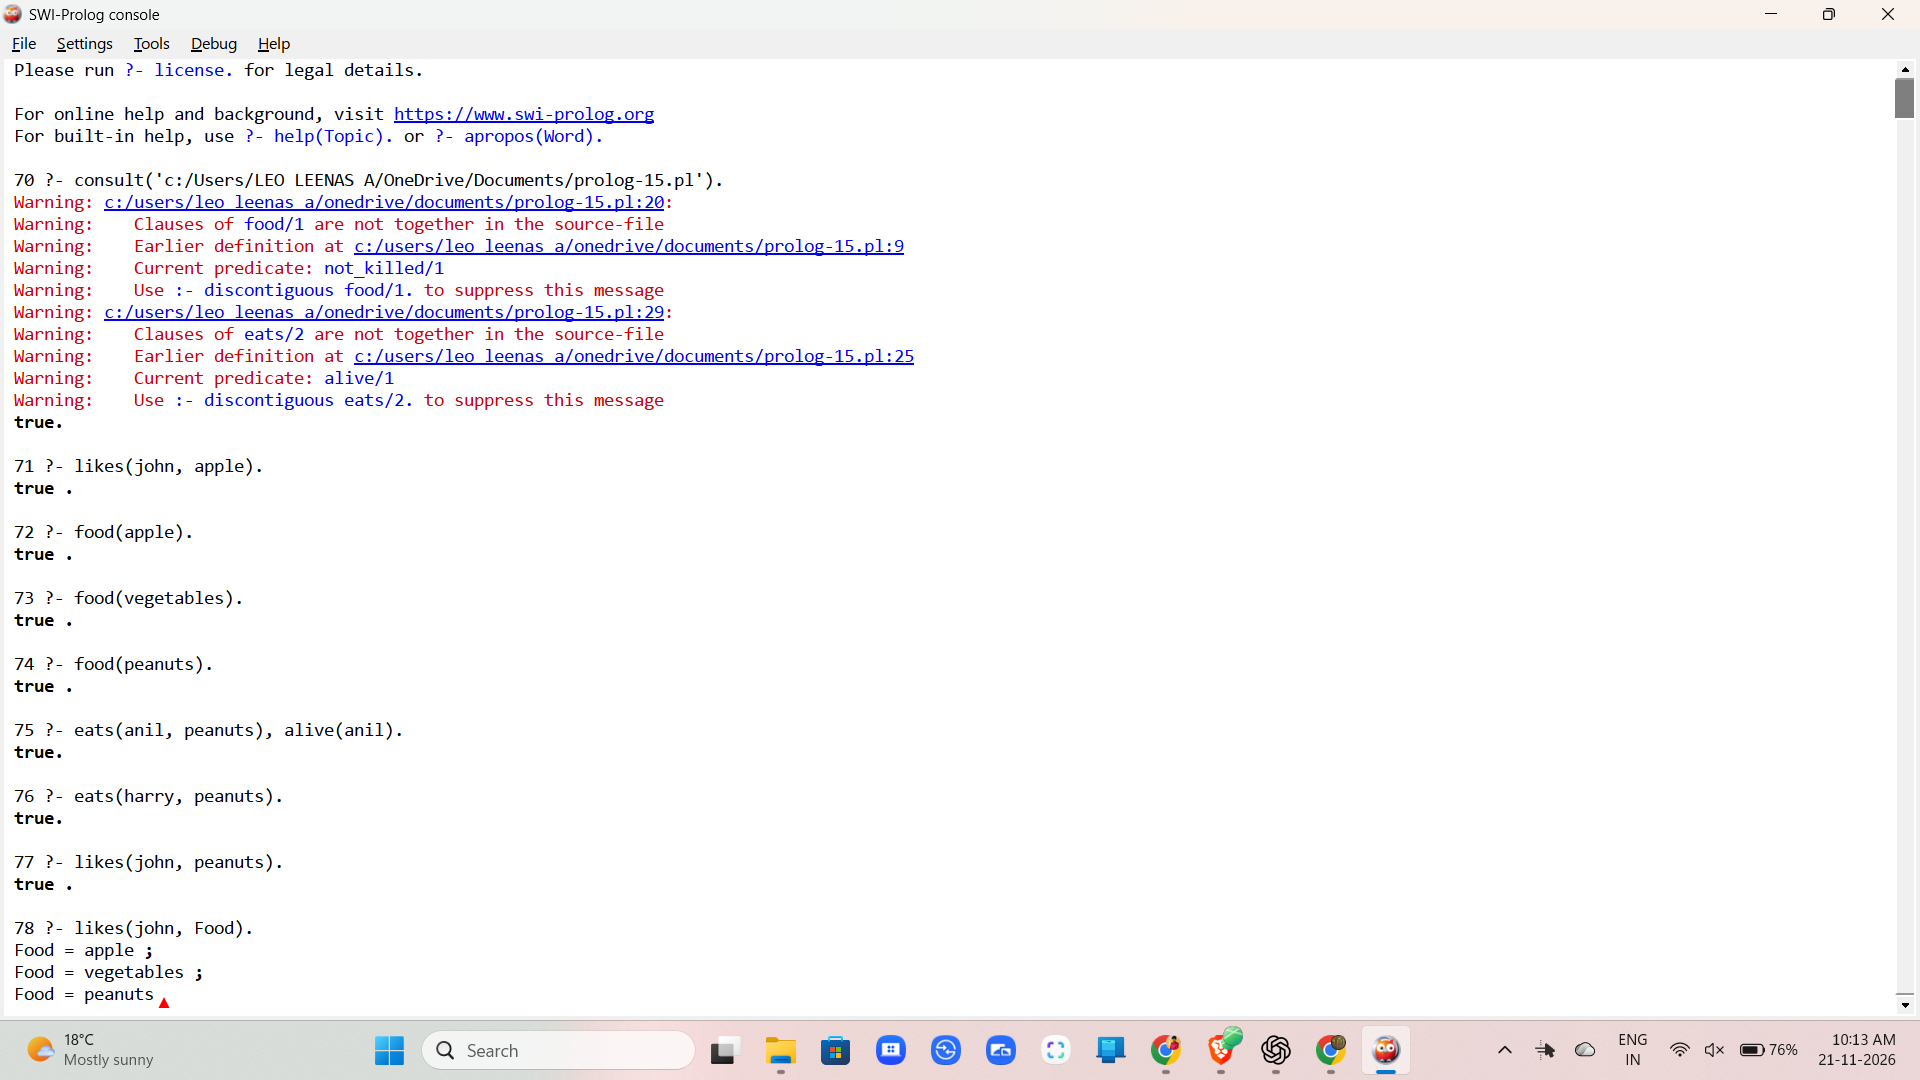 SWI-Prolog console
File Settings Tools Debug Help
Please run ?- license. for legal details.
For online help and background, visit https://www.swi-prolog.org
For built-in help, use ?- help(Topic). or ?- apropos(Word).
70 ?- consult('c:/Users/LEO LEENAS A/OneDrive/Documents/prolog-15.pl').
Warning: c:/users/leo leenas a/onedrive/documents/prolog-15.pl:20:
Warning:    Clauses of food/1 are not together in the source-file
Warning:    Earlier definition at c:/users/leo leenas a/onedrive/documents/prolog-15.pl:9
Warning:    Current predicate: not_killed/1
Warning:    Use :- discontiguous food/1. to suppress this message
Warning: c:/users/leo leenas a/onedrive/documents/prolog-15.pl:29:
Warning:    Clauses of eats/2 are not together in the source-file
Warning:    Earlier definition at c:/users/leo leenas a/onedrive/documents/prolog-15.pl:25
Warning:    Current predicate: alive/1
Warning:    Use :- discontiguous eats/2. to suppress this message
true.
71 ?- likes(john, apple).
true .
72 ?- food(apple).
true .
73 ?- food(vegetables).
true .
74 ?- food(peanuts).
true .
75 ?- eats(anil, peanuts), alive(anil).
true.
76 ?- eats(harry, peanuts).
true.
77 ?- likes(john, peanuts).
true .
78 ?- likes(john, Food).
Food = apple ;
Food = vegetables ;
Food = peanuts
18°C
Mostly sunny
Search
ENG
IN
76%
10:13 AM
21-11-2026